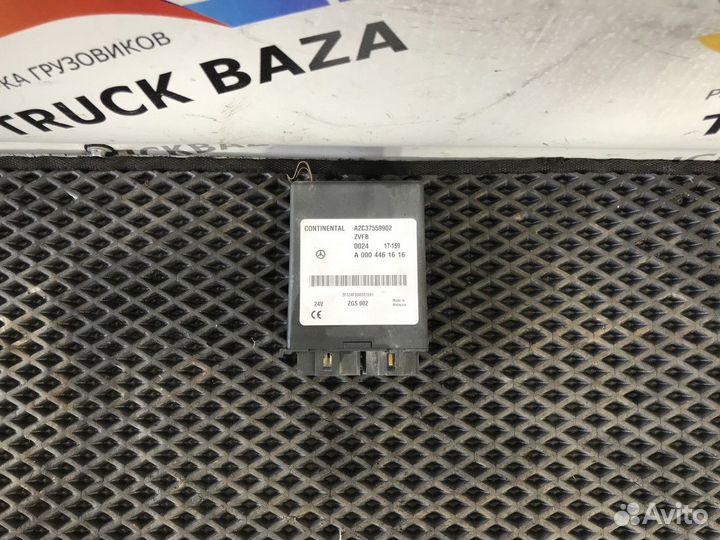 КА ГРУЗОВИКОВ
TRUCK BAZA
CONTINENTAL A2C37559902
ZVFB
0024 17-159
A 000 446 16 16
24V ZGS 002
Made in
Malaysia
CE
Avito